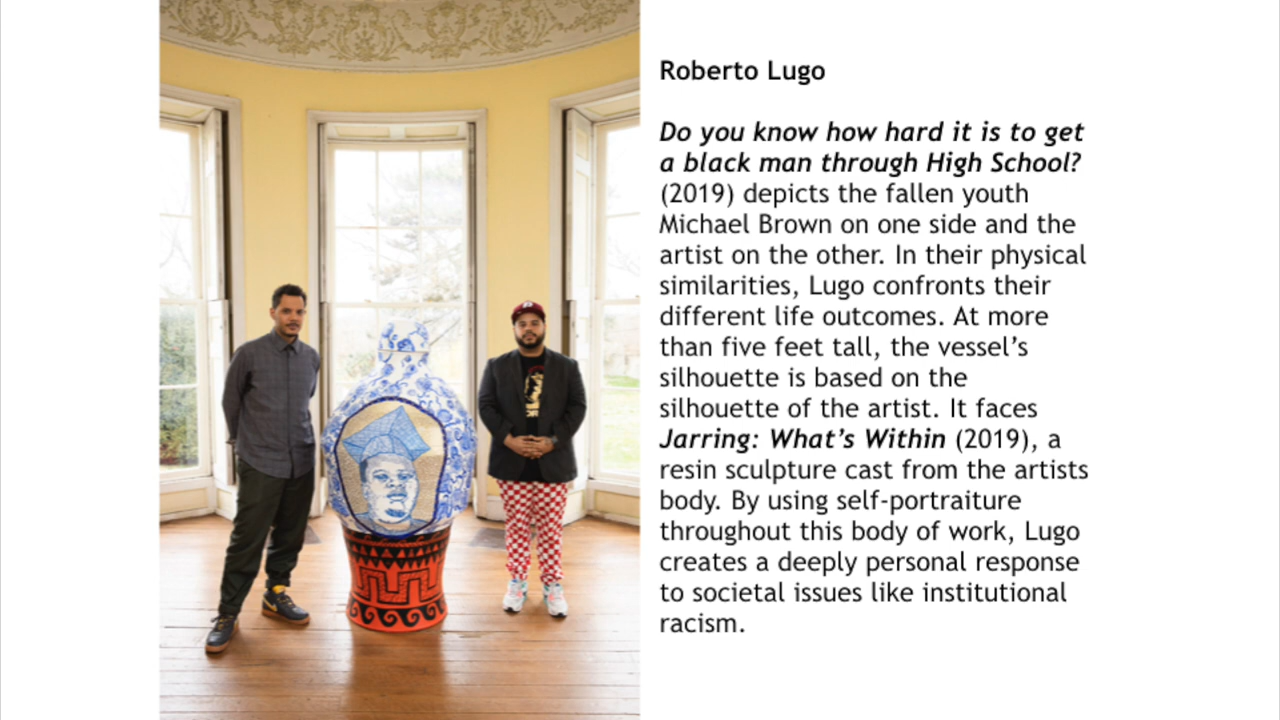 Roberto Lugo
Do you know how hard it is to get
a black man through High School?
(2019) depicts the fallen youth
Michael Brown on one side and the
artist on the other. In their physical
similarities, Lugo confronts their
different life outcomes. At more
than five feet tall, the vessel’s
silhouette is based on the
silhouette of the artist. It faces
Jarring: What’s Within (2019), a
resin sculpture cast from the artists
body. By using self-portraiture
throughout this body of work, Lugo
creates a deeply personal response
to societal issues like institutional
racism.